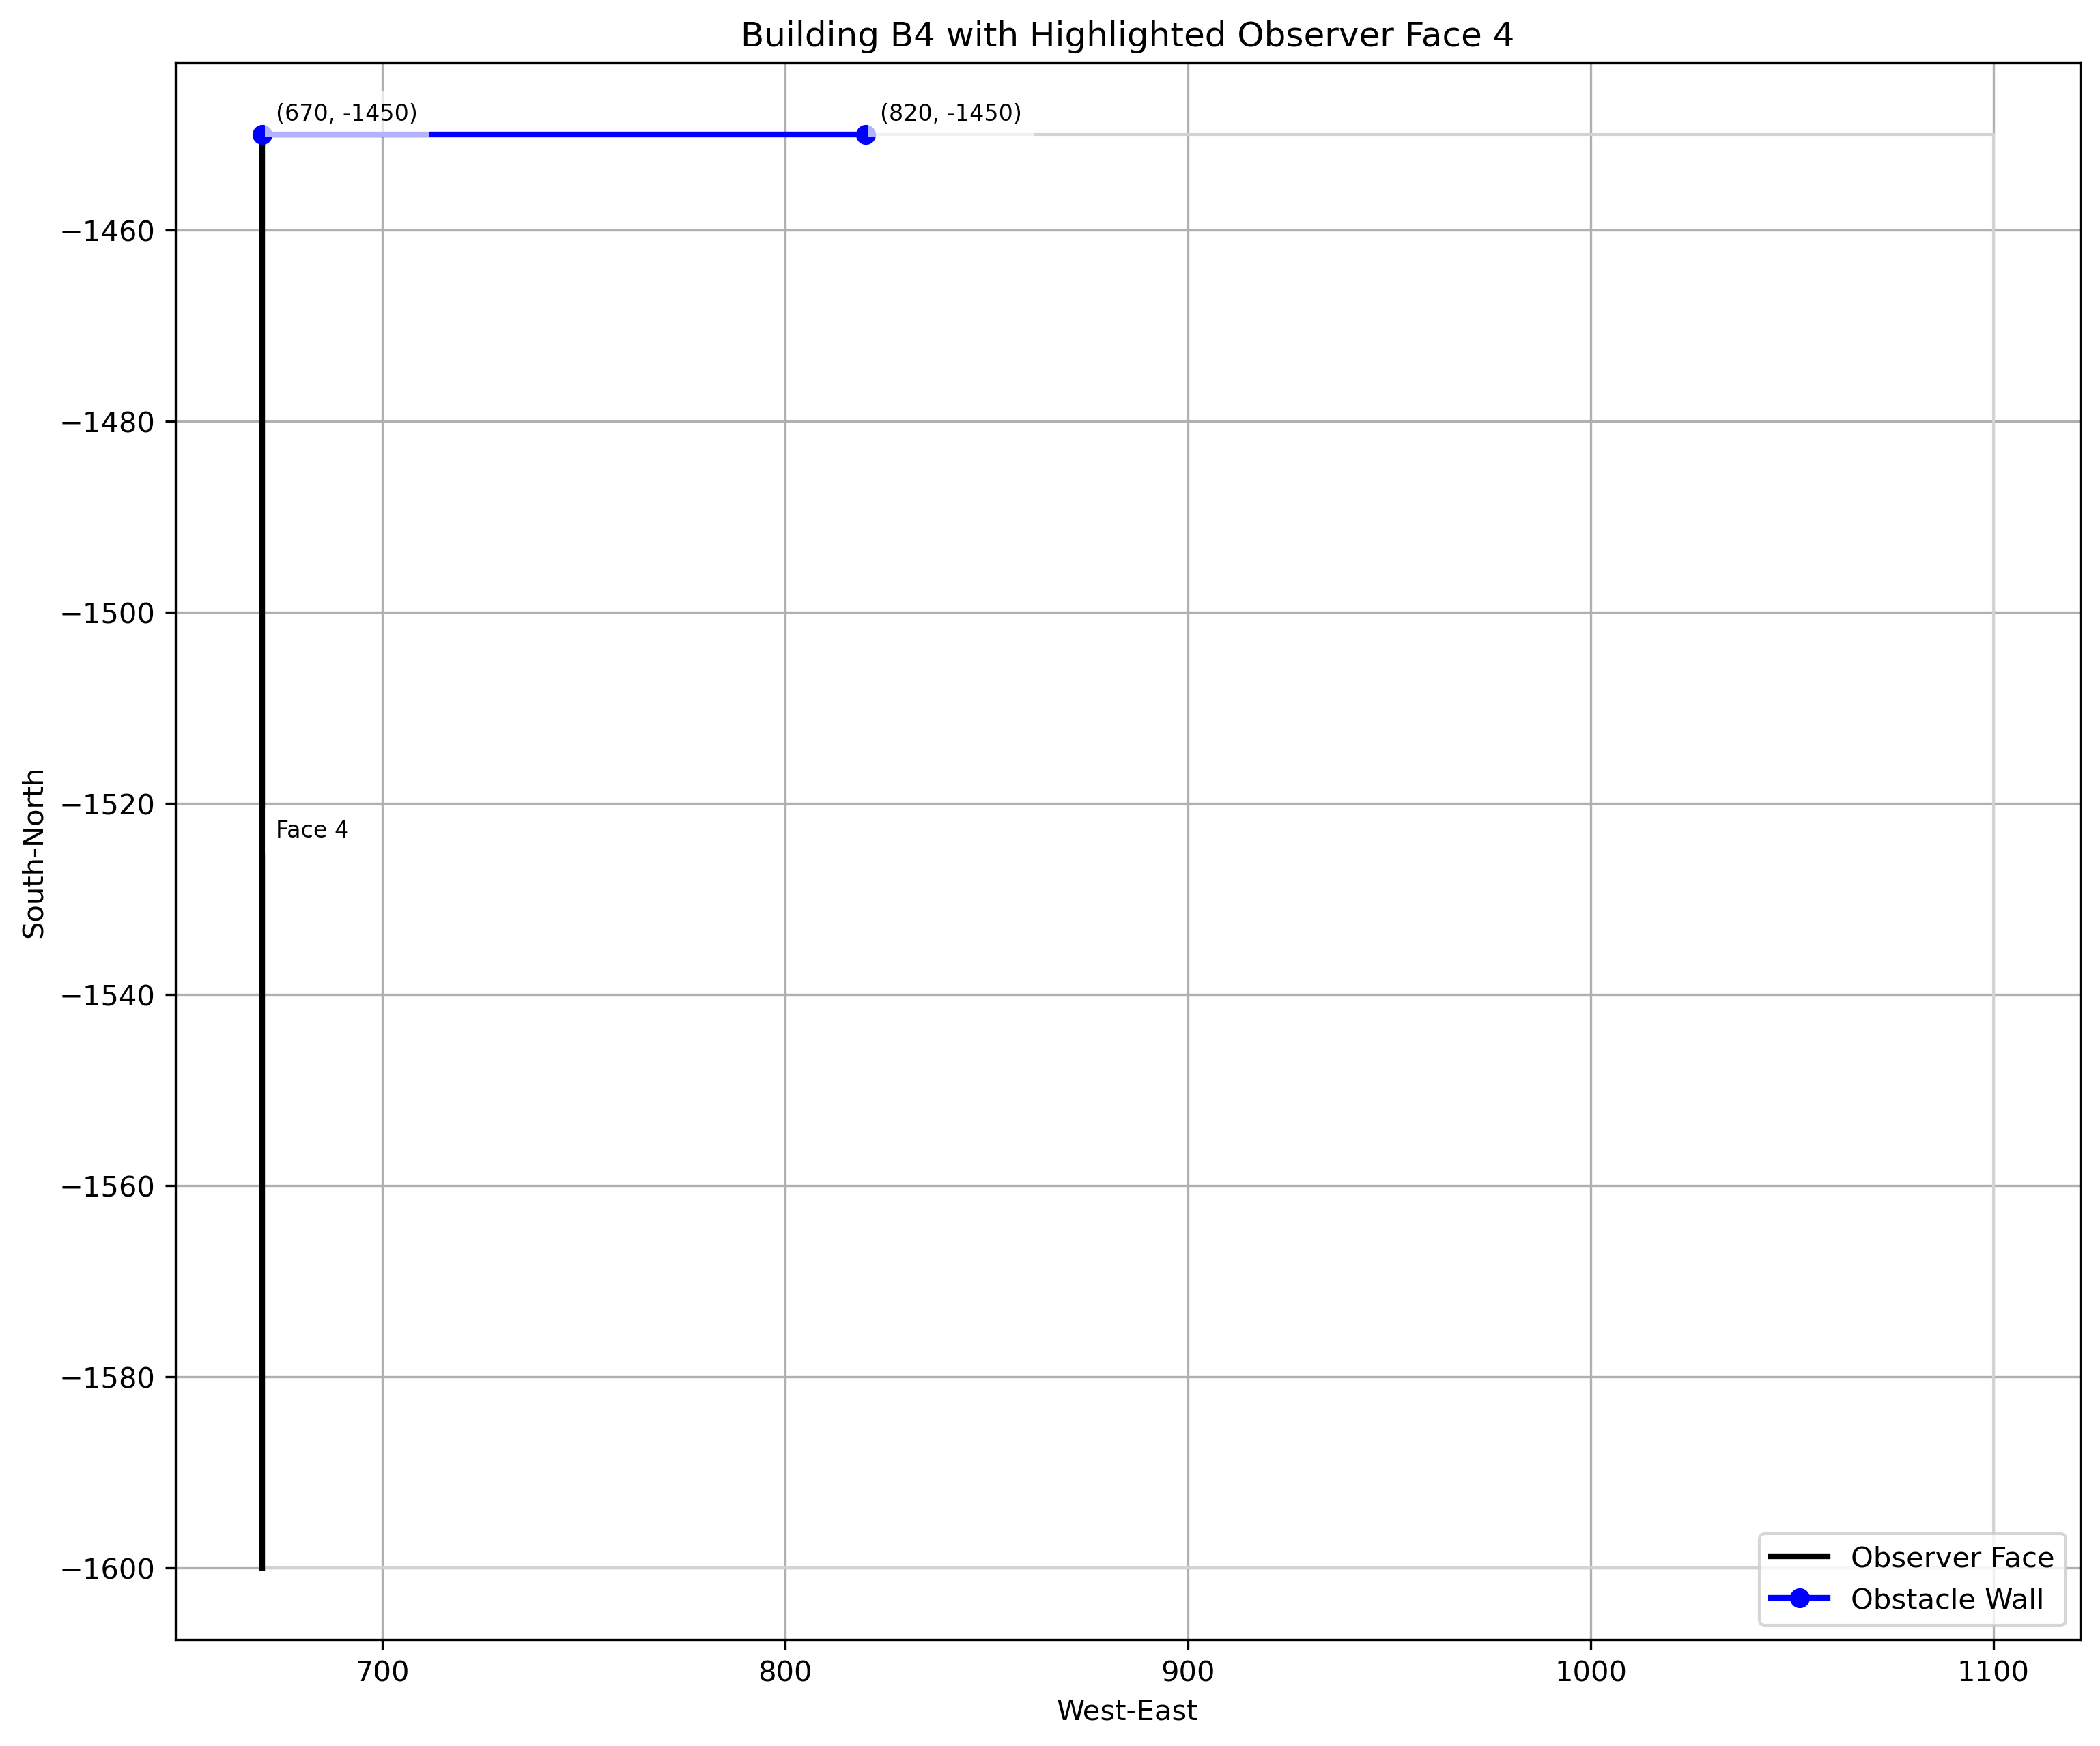 Building B4 with Highlighted Observer Face 4
(670, -1450)
(820, -1450)
−1460
−1480
−1500
−1520
Face 4
South-North
−1540
−1560
−1580
−1600
Observer Face
Obstacle Wall
700
800
900
1000
1100
West-East